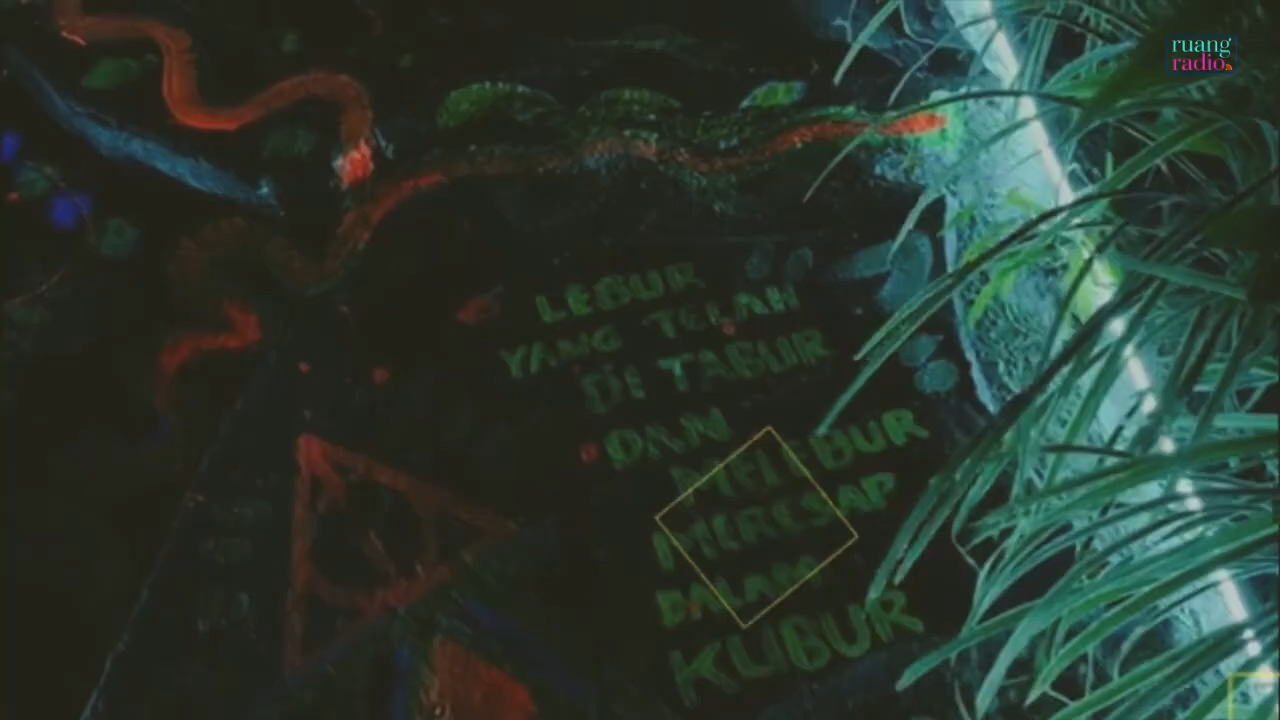 ruang
radio
LEBUR
YANG TELAH
DI TABUR
DAN
MELEBUR
MERESAP
DALAM
KUBUR